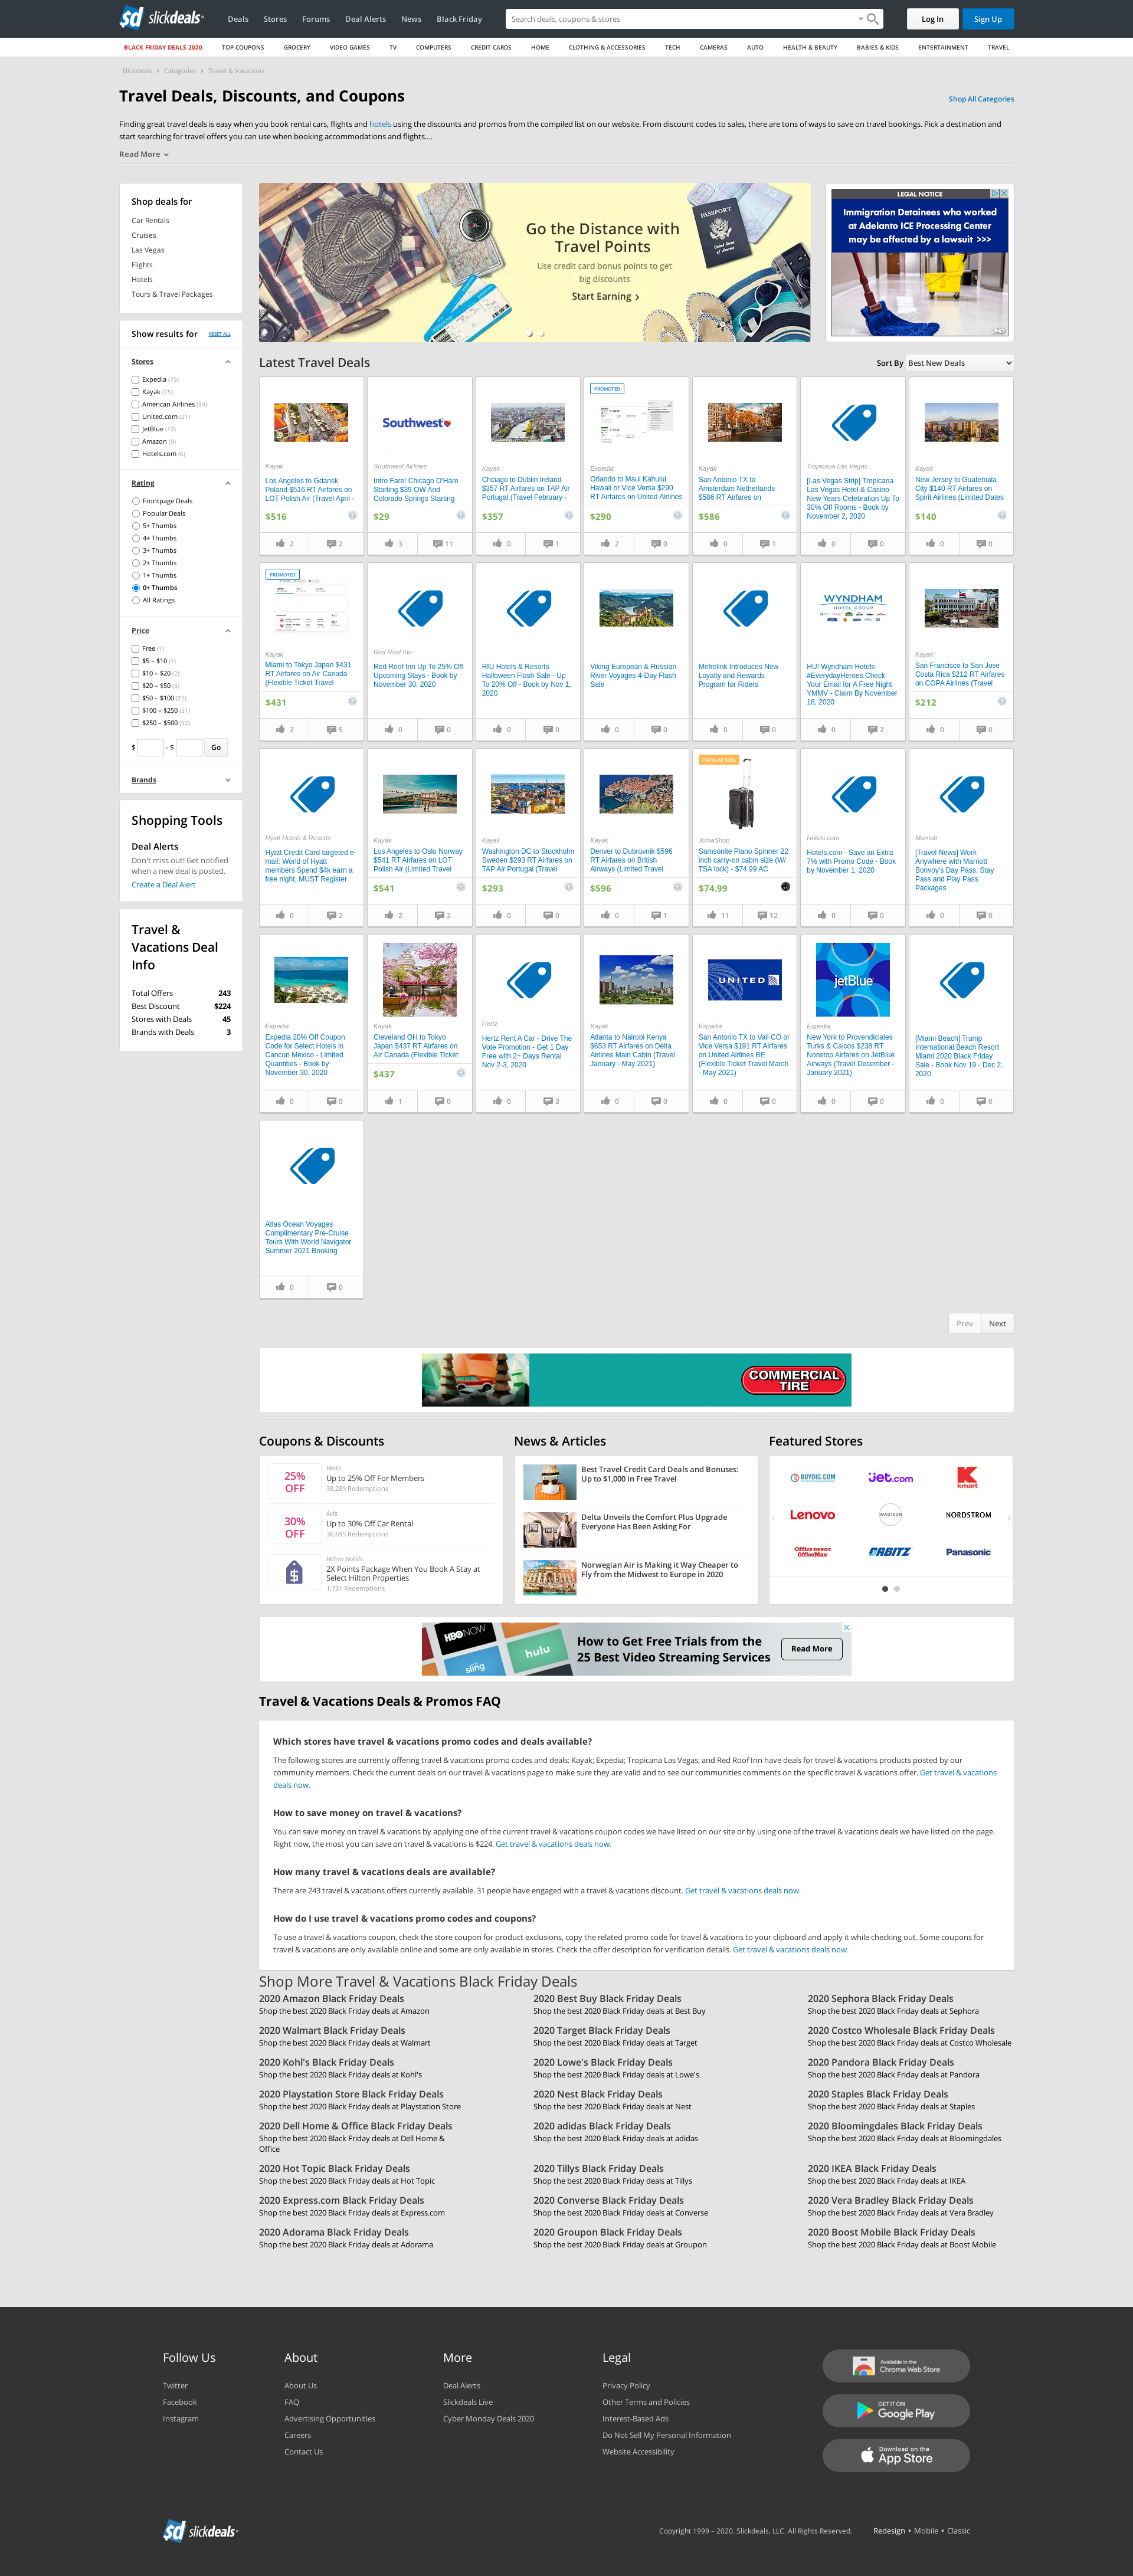 slickdeals
Deals
Stores
Forums
Deal Alerts
News
Black Friday
Search deals, coupons & stores
Log In
Sign Up
BLACK FRIDAY DEALS 2020
TOP COUPONS
GROCERY
VIDEO GAMES
TV
COMPUTERS
CREDIT CARDS
HOME
CLOTHING & ACCESSORIES
TECH
CAMERAS
AUTO
HEALTH & BEAUTY
BABIES & KIDS
ENTERTAINMENT
TRAVEL
Slickdeals › Categories › Travel & Vacations
Travel Deals, Discounts, and Coupons
Shop All Categories
Finding great travel deals is easy when you book rental cars, flights and hotels using the discounts and promos from the compiled list on our website. From discount codes to sales, there are tons of ways to save on travel bookings. Pick a destination and
start searching for travel offers you can use when booking accommodations and flights....
Read More
Shop deals for
Car Rentals
Cruises
Las Vegas
Flights
Hotels
Tours & Travel Packages
Show results for
RESET ALL
Stores
Expedia (79)
Kayak (75)
American Airlines (34)
United.com (21)
JetBlue (10)
Amazon (9)
Hotels.com (6)
Rating
Frontpage Deals
Popular Deals
5+ Thumbs
4+ Thumbs
3+ Thumbs
2+ Thumbs
1+ Thumbs
0+ Thumbs
All Ratings
Price
Free (1)
$5 – $10 (1)
$10 – $20 (2)
$20 – $50 (8)
$50 – $100 (21)
$100 – $250 (31)
$250 – $500 (32)
$ - $ Go
Brands
Shopping Tools
Deal Alerts
Don't miss out! Get notified
when a new deal is posted.
Create a Deal Alert
Travel &
Vacations Deal
Info
Total Offers 243
Best Discount $224
Stores with Deals 45
Brands with Deals 3
Go the Distance with
Travel Points
Use credit card bonus points to get
big discounts
Start Earning
PASSPORT
LEGAL NOTICE
Immigration Detainees who worked
at Adelanto ICE Processing Center
may be affected by a lawsuit >>>
Latest Travel Deals
Sort By Best New Deals
Kayak
Los Angeles to Gdansk
Poland $516 RT Airfares on
LOT Polish Air (Travel April -
$516
2 2
Southwest
Southwest Airlines
Intro Fare! Chicago O'Hare
Starting $39 OW And
Colorado Springs Starting
$29
3 11
Kayak
Chciago to Dublin Ireland
$357 RT Airfares on TAP Air
Portugal (Travel February -
$357
0 1
PROMOTED
Expedia
Orlando to Maui Kahului
Hawaii or Vice Versa $290
RT Airfares on United Airlines
$290
2 0
Kayak
San Antonio TX to
Amsterdam Netherlands
$586 RT Airfares on
$586
0 1
Tropicana Las Vegas
[Las Vegas Strip] Tropicana
Las Vegas Hotel & Casino
New Years Celebration Up To
30% Off Rooms - Book by
November 2, 2020
0 0
Kayak
New Jersey to Guatemala
City $140 RT Airfares on
Spirit Airlines (Limited Dates
$140
0 0
PROMOTED
Kayak
Miami to Tokyo Japan $431
RT Airfares on Air Canada
(Flexible Ticket Travel
$431
2 5
Red Roof Inn
Red Roof Inn Up To 25% Off
Upcoming Stays - Book by
November 30, 2020
0 0
RIU Hotels & Resorts
Halloween Flash Sale - Up
To 20% Off - Book by Nov 1,
2020
0 0
Viking European & Russian
River Voyages 4-Day Flash
Sale
0 0
Metrolink Introduces New
Loyalty and Rewards
Program for Riders
0 0
WYNDHAM
HOTEL GROUP
HU! Wyndham Hotels
#EverydayHeroes Check
Your Email for A Free Night
YMMV - Claim By November
18, 2020
0 2
Kayak
San Francisco to San Jose
Costa Rica $212 RT Airfares
on COPA Airlines (Travel
$212
0 0
Hyatt Hotels & Resorts
Hyatt Credit Card targeted e-
mail: World of Hyatt
members Spend $4k earn a
free night, MUST Register
0 2
Kayak
Los Angeles to Oslo Norway
$541 RT Airfares on LOT
Polish Air (Limited Travel
$541
2 2
Kayak
Washington DC to Stockholm
Sweden $293 RT Airfares on
TAP Air Portugal (Travel
$293
0 0
Kayak
Denver to Dubrovnik $596
RT Airfares on British
Airways (Limited Travel
$596
0 1
POPULAR DEAL
JomaShop
Samsonite Plano Spinner 22
inch carry-on cabin size (W/
TSA lock) - $74.99 AC
$74.99
11 12
Hotels.com
Hotels.com - Save an Extra
7% with Promo Code - Book
by November 1, 2020
0 0
Marriott
[Travel News] Work
Anywhere with Marriott
Bonvoy's Day Pass, Stay
Pass and Play Pass
Packages
0 0
Expedia
Expedia 20% Off Coupon
Code for Select Hotels in
Cancun Mexico - Limited
Quantities - Book by
November 30, 2020
0 0
Kayak
Cleveland OH to Tokyo
Japan $437 RT Airfares on
Air Canada (Flexible Ticket
$437
1 0
Hertz
Hertz Rent A Car - Drive The
Vote Promotion - Get 1 Day
Free with 2+ Days Rental
Nov 2-3, 2020
0 3
Kayak
Atlanta to Nairobi Kenya
$653 RT Airfares on Delta
Airlines Main Cabin (Travel
January - May 2021)
0 0
UNITED
Expedia
San Antonio TX to Vail CO or
Vice Versa $191 RT Airfares
on United Airlines BE
(Flexible Ticket Travel March
- May 2021)
0 0
jetBlue
Expedia
New York to Provendiciales
Turks & Caicos $238 RT
Nonstop Airfares on JetBlue
Airways (Travel December -
January 2021)
0 0
[Miami Beach] Trump
International Beach Resort
Miami 2020 Black Friday
Sale - Book Nov 19 - Dec 2,
2020
0 0
Atlas Ocean Voyages
Complimentary Pre-Cruise
Tours With World Navigator
Summer 2021 Booking
0 0
Prev
Next
COMMERCIAL
TIRE
Coupons & Discounts
25%
OFF
Hertz
Up to 25% Off For Members
38,289 Redemptions
30%
OFF
Avis
Up to 30% Off Car Rental
36,695 Redemptions
Hilton Hotels
2X Points Package When You Book A Stay at
Select Hilton Properties
1,731 Redemptions
News & Articles
Best Travel Credit Card Deals and Bonuses:
Up to $1,000 in Free Travel
Delta Unveils the Comfort Plus Upgrade
Everyone Has Been Asking For
Norwegian Air is Making it Way Cheaper to
Fly from the Midwest to Europe in 2020
Featured Stores
BUYDIG.COM
jet.com
kmart
Lenovo
MADISON
NORDSTROM
Office DEPOT
OfficeMax
ORBITZ
Panasonic
HBO NOW
sling
hulu
How to Get Free Trials from the
25 Best Video Streaming Services
Read More
Travel & Vacations Deals & Promos FAQ
Which stores have travel & vacations promo codes and deals available?
The following stores are currently offering travel & vacations promo codes and deals: Kayak; Expedia; Tropicana Las Vegas; and Red Roof Inn have deals for travel & vacations products posted by our
community members. Check the current deals on our travel & vacations page to make sure they are valid and to see our communities comments on the specific travel & vacations offer. Get travel & vacations
deals now.
How to save money on travel & vacations?
You can save money on travel & vacations by applying one of the current travel & vacations coupon codes we have listed on our site or by using one of the travel & vacations deals we have listed on the page.
Right now, the most you can save on travel & vacations is $224. Get travel & vacations deals now.
How many travel & vacations deals are available?
There are 243 travel & vacations offers currently available. 31 people have engaged with a travel & vacations discount. Get travel & vacations deals now.
How do I use travel & vacations promo codes and coupons?
To use a travel & vacations coupon, check the store coupon for product exclusions, copy the related promo code for travel & vacations to your clipboard and apply it while checking out. Some coupons for
travel & vacations are only available online and some are only available in stores. Check the offer description for verification details. Get travel & vacations deals now.
Shop More Travel & Vacations Black Friday Deals
2020 Amazon Black Friday Deals
Shop the best 2020 Black Friday deals at Amazon
2020 Best Buy Black Friday Deals
Shop the best 2020 Black Friday deals at Best Buy
2020 Sephora Black Friday Deals
Shop the best 2020 Black Friday deals at Sephora
2020 Walmart Black Friday Deals
Shop the best 2020 Black Friday deals at Walmart
2020 Target Black Friday Deals
Shop the best 2020 Black Friday deals at Target
2020 Costco Wholesale Black Friday Deals
Shop the best 2020 Black Friday deals at Costco Wholesale
2020 Kohl's Black Friday Deals
Shop the best 2020 Black Friday deals at Kohl's
2020 Lowe's Black Friday Deals
Shop the best 2020 Black Friday deals at Lowe's
2020 Pandora Black Friday Deals
Shop the best 2020 Black Friday deals at Pandora
2020 Playstation Store Black Friday Deals
Shop the best 2020 Black Friday deals at Playstation Store
2020 Nest Black Friday Deals
Shop the best 2020 Black Friday deals at Nest
2020 Staples Black Friday Deals
Shop the best 2020 Black Friday deals at Staples
2020 Dell Home & Office Black Friday Deals
Shop the best 2020 Black Friday deals at Dell Home &
Office
2020 adidas Black Friday Deals
Shop the best 2020 Black Friday deals at adidas
2020 Bloomingdales Black Friday Deals
Shop the best 2020 Black Friday deals at Bloomingdales
2020 Hot Topic Black Friday Deals
Shop the best 2020 Black Friday deals at Hot Topic
2020 Tillys Black Friday Deals
Shop the best 2020 Black Friday deals at Tillys
2020 IKEA Black Friday Deals
Shop the best 2020 Black Friday deals at IKEA
2020 Express.com Black Friday Deals
Shop the best 2020 Black Friday deals at Express.com
2020 Converse Black Friday Deals
Shop the best 2020 Black Friday deals at Converse
2020 Vera Bradley Black Friday Deals
Shop the best 2020 Black Friday deals at Vera Bradley
2020 Adorama Black Friday Deals
Shop the best 2020 Black Friday deals at Adorama
2020 Groupon Black Friday Deals
Shop the best 2020 Black Friday deals at Groupon
2020 Boost Mobile Black Friday Deals
Shop the best 2020 Black Friday deals at Boost Mobile
Follow Us
Twitter
Facebook
Instagram
About
About Us
FAQ
Advertising Opportunities
Careers
Contact Us
More
Deal Alerts
Slickdeals Live
Cyber Monday Deals 2020
Legal
Privacy Policy
Other Terms and Policies
Interest-Based Ads
Do Not Sell My Personal Information
Website Accessibility
Available in the
Chrome Web Store
GET IT ON
Google Play
Download on the
App Store
slickdeals
Copyright 1999 – 2020. Slickdeals, LLC. All Rights Reserved.
Redesign • Mobile • Classic